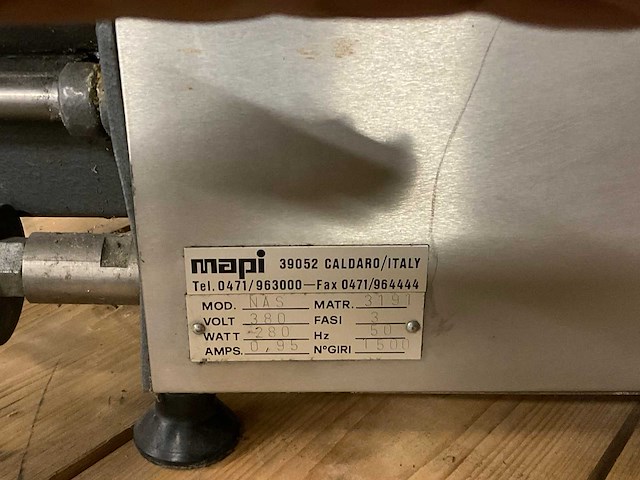 mapi 39052 CALDARO/ITALY
Tel. 0471/963000—Fax 0471/964444
MOD. NAS MATR. 3191
VOLT 380 FASI 3
WATT 280 Hz 50
AMPS. 0,95 N°GIRI 1500